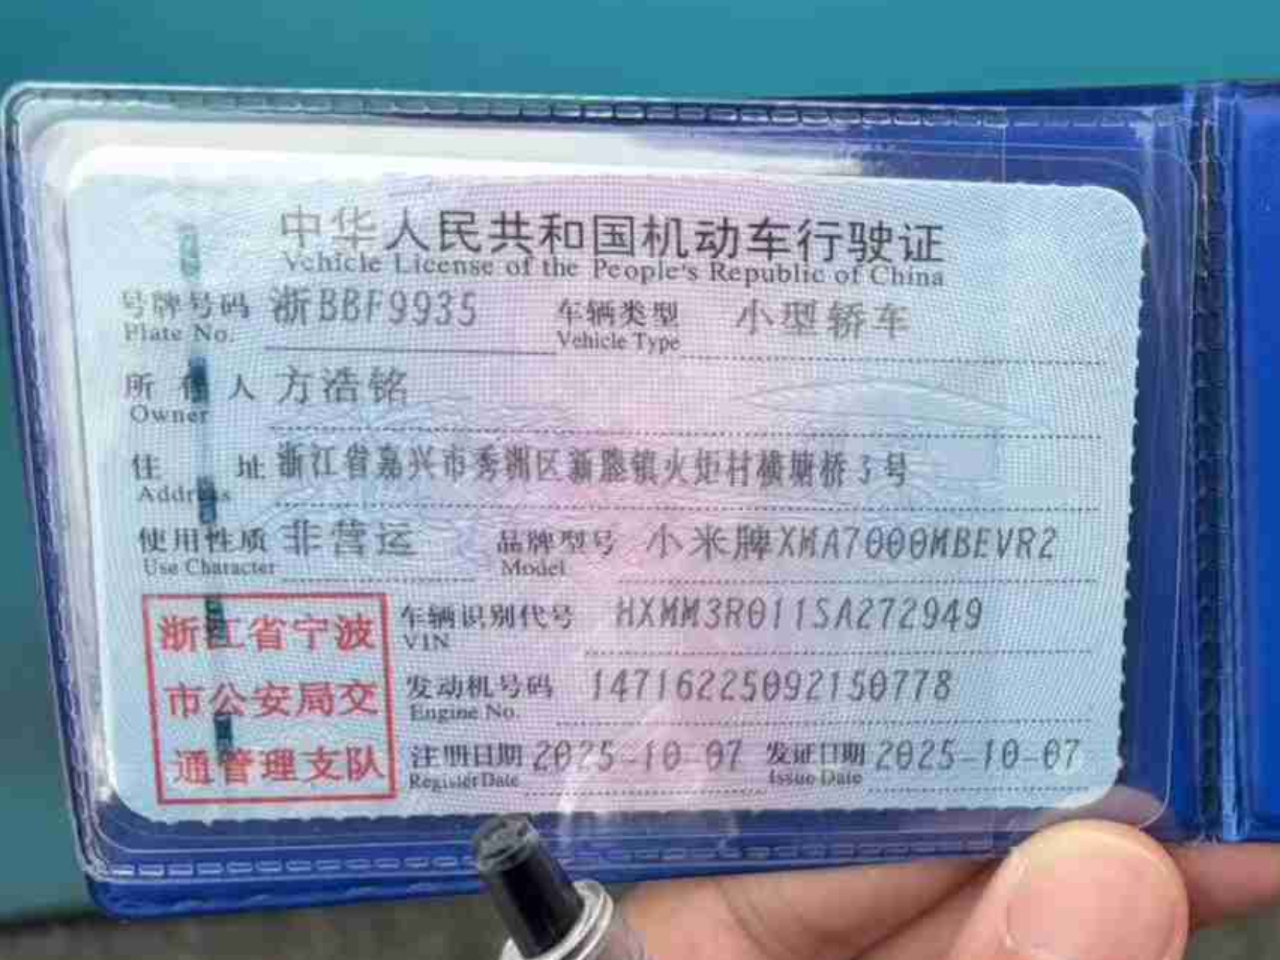 中华人民共和国机动车行驶证
Vehicle License of the People's Republic of China
号牌号码 浙BBF9935 车辆类型 小型轿车
Plate No. Vehicle Type
所有人 方浩铭
Owner
住址 浙江省嘉兴市秀洲区新塍镇火炬村横塘桥3号
Address
使用性质 非营运 品牌型号 小米牌XMA7000MBEVR2
Use Character Model
浙江省宁波
市公安局交
通管理支队
车辆识别代号 HXMM3R011SA272949
VIN
发动机号码 14716225092150778
Engine No.
注册日期 2025-10-07 发证日期 2025-10-07
Register Date Issue Date